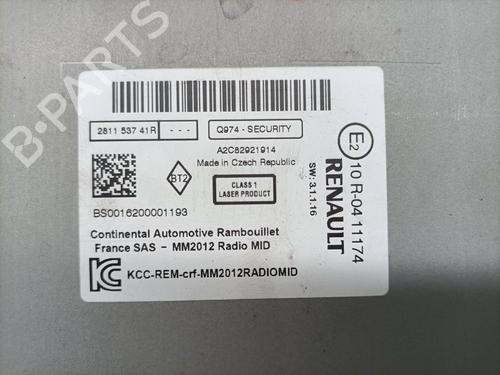 B-PARTS
2811 537 41R
- - -
Q974 - SECURITY
A2C82921914
Made in Czech Republic
BT2
CLASS 1
LASER PRODUCT
BS0016200001193
Continental Automotive Rambouillet
France SAS - MM2012 Radio MID
KCC-REM-crf-MM2012RADIOMID
SW: 3.1.1.16
RENAULT
E2 10 R-04 11174